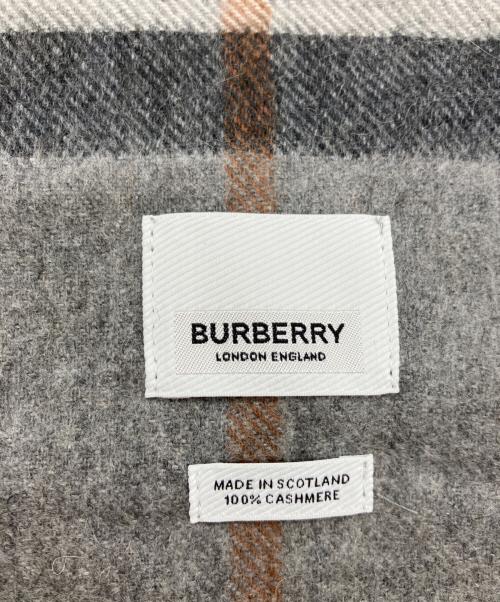 BURBERRY
LONDON ENGLAND
MADE IN SCOTLAND
100% CASHMERE